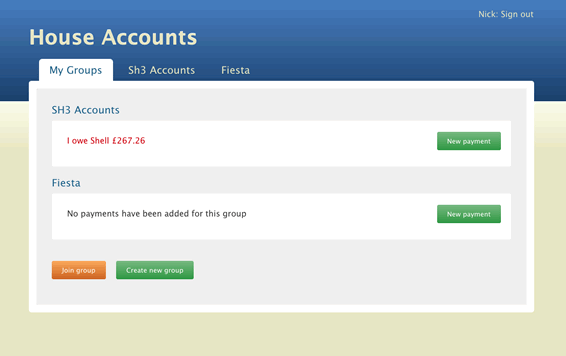 Nick: Sign out
House Accounts
My Groups Sh3 Accounts Fiesta
SH3 Accounts
I owe Shell £267.26 New payment
Fiesta
No payments have been added for this group New payment
Join group Create new group